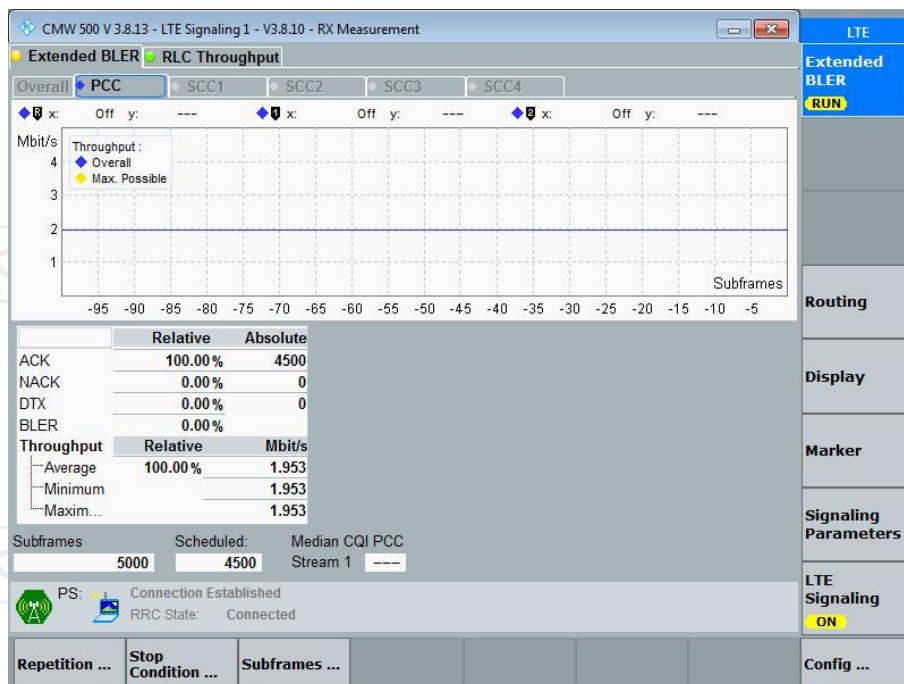 CMW 500 V 3.8.13 - LTE Signaling 1 - V3.8.10 - RX Measurement
LTE
Extended BLER RLC Throughput
Extended BLER
RUN
Overall PCC SCC1 SCC2 SCC3 SCC4
R x: Off y: --- 1 x: Off y: --- 2 x: Off y: ---
Mbit/s
Throughput :
Overall
Max. Possible
4
3
2
1
Subframes
-95 -90 -85 -80 -75 -70 -65 -60 -55 -50 -45 -40 -35 -30 -25 -20 -15 -10 -5
Relative Absolute
ACK 100.00 % 4500
NACK 0.00 % 0
DTX 0.00 % 0
BLER 0.00 %
Throughput Relative Mbit/s
Average 100.00 % 1.953
Minimum 1.953
Maxim... 1.953
Subframes Scheduled: Median CQI PCC
5000 4500 Stream 1 ---
PS: Connection Established
RRC State: Connected
Routing
Display
Marker
Signaling Parameters
LTE Signaling
ON
Repetition ... Stop Condition ... Subframes ... Config ...